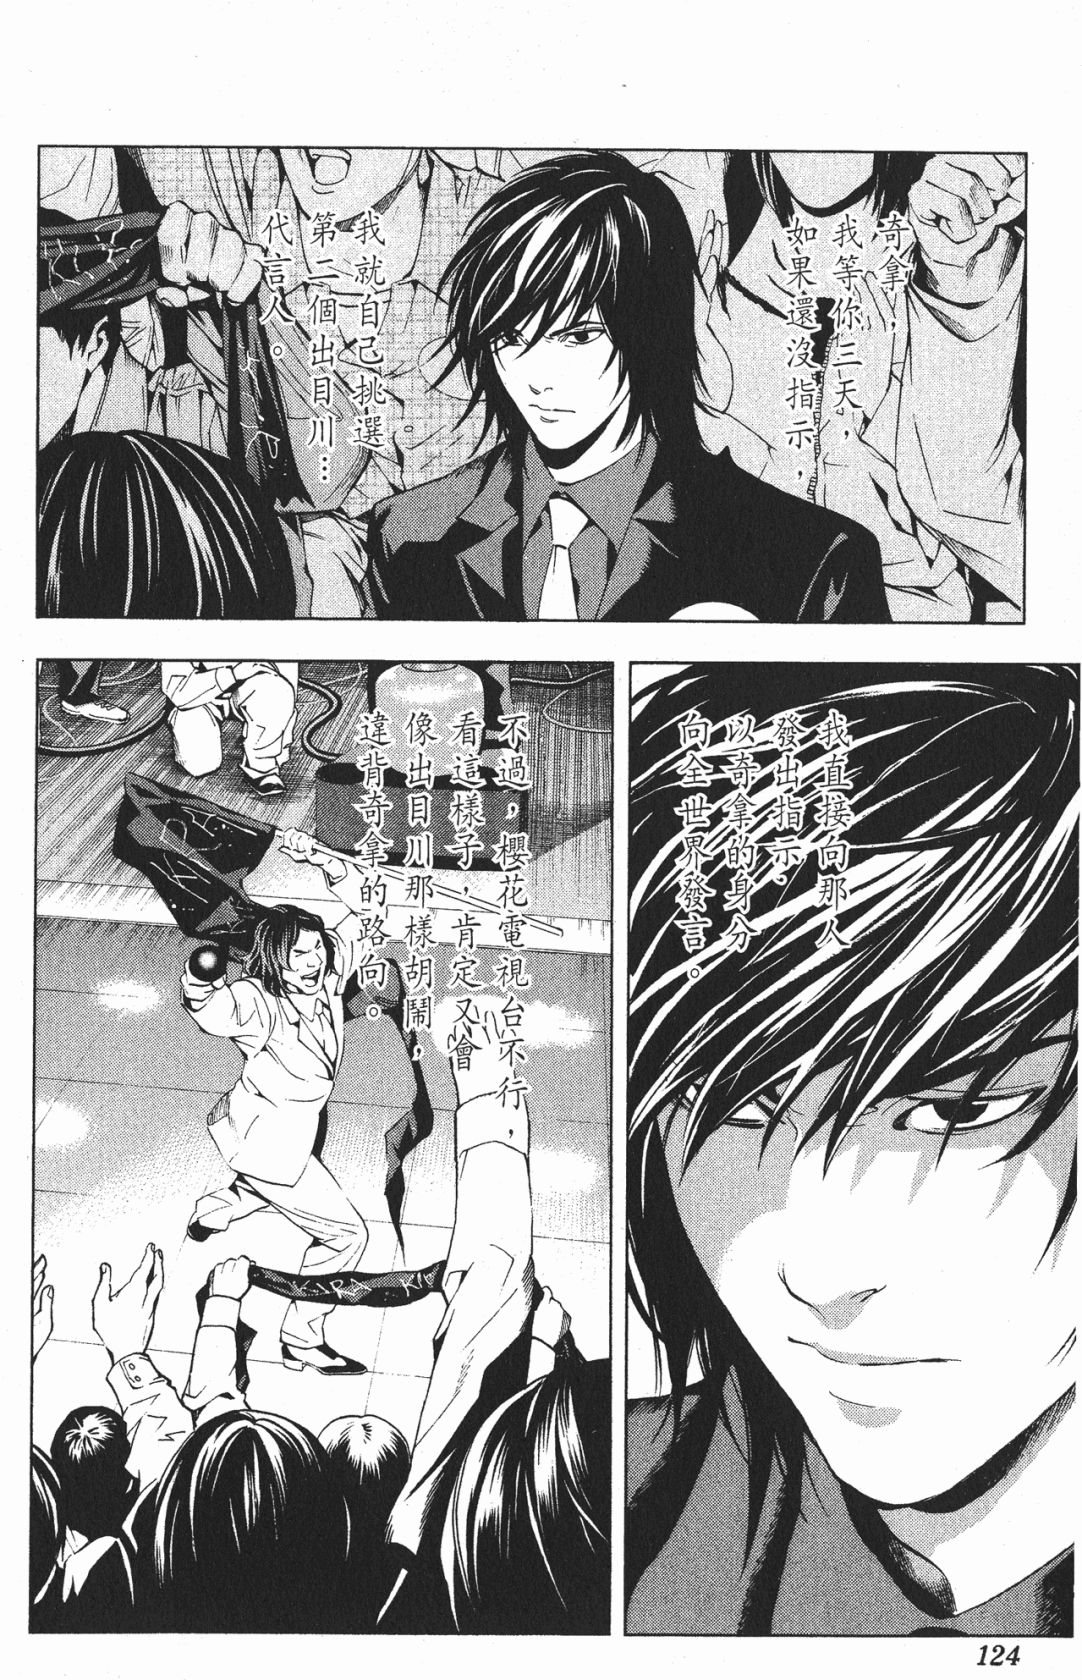 奇拿，
我等你三天，
如果還沒指示，
我就自己挑選
第二個出目川…
代言人。
我直接向那人
發出指示。
以奇拿的身分
向全世界發言。
不過，櫻花電視台不行，
看這樣子，肯定又會
像出目川那樣胡鬧，
違背奇拿的路向。
KIRA KI
124